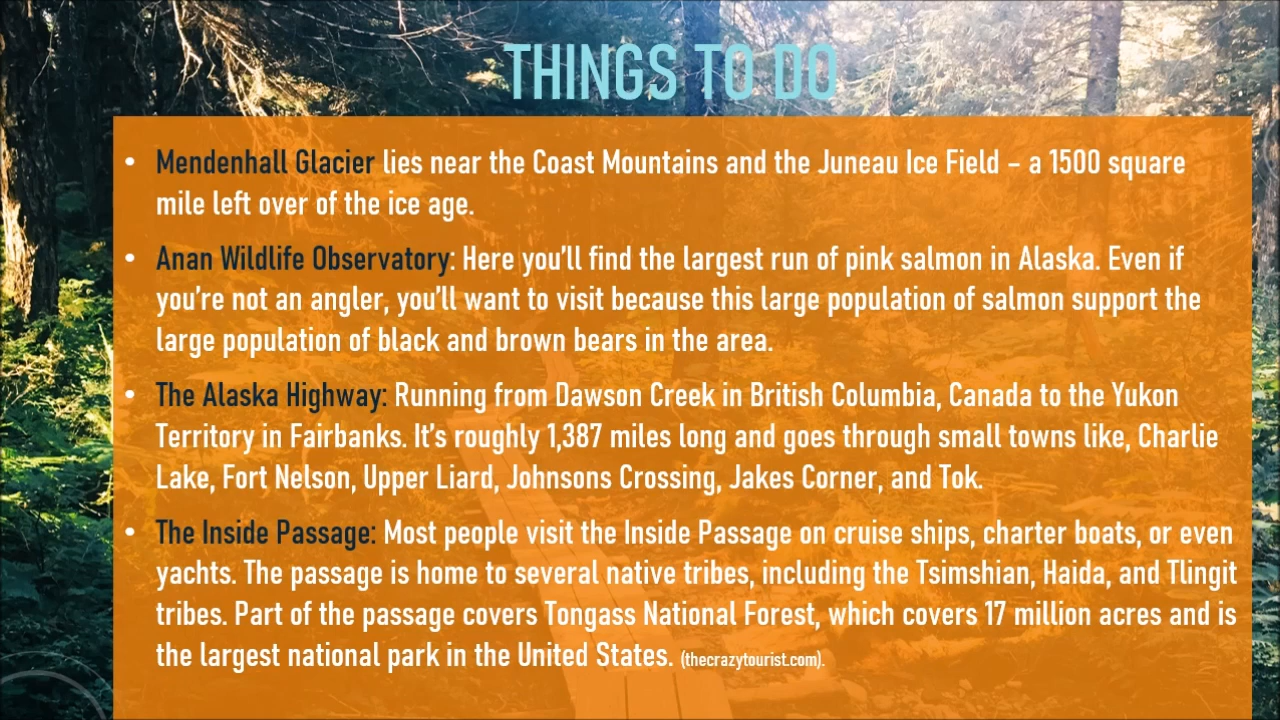 THINGS TO DO
• Mendenhall Glacier lies near the Coast Mountains and the Juneau Ice Field – a 1500 square
mile left over of the ice age.
• Anan Wildlife Observatory: Here you’ll find the largest run of pink salmon in Alaska. Even if
you’re not an angler, you’ll want to visit because this large population of salmon support the
large population of black and brown bears in the area.
• The Alaska Highway: Running from Dawson Creek in British Columbia, Canada to the Yukon
Territory in Fairbanks. It’s roughly 1,387 miles long and goes through small towns like, Charlie
Lake, Fort Nelson, Upper Liard, Johnsons Crossing, Jakes Corner, and Tok.
• The Inside Passage: Most people visit the Inside Passage on cruise ships, charter boats, or even
yachts. The passage is home to several native tribes, including the Tsimshian, Haida, and Tlingit
tribes. Part of the passage covers Tongass National Forest, which covers 17 million acres and is
the largest national park in the United States. (thecrazytourist.com).